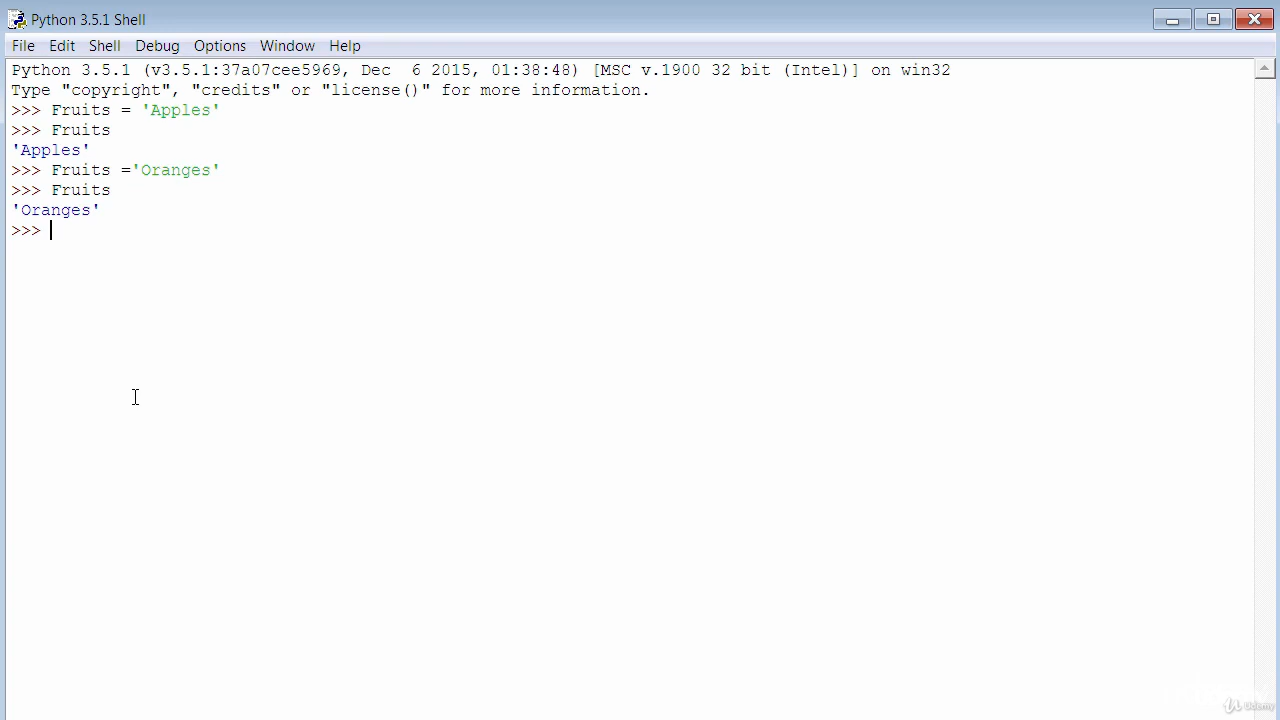 Python 3.5.1 Shell
File Edit Shell Debug Options Window Help
Python 3.5.1 (v3.5.1:37a07cee5969, Dec  6 2015, 01:38:48) [MSC v.1900 32 bit (Intel)] on win32
Type "copyright", "credits" or "license()" for more information.
>>> Fruits = 'Apples'
>>> Fruits
'Apples'
>>> Fruits ='Oranges'
>>> Fruits
'Oranges'
>>>
Udemy